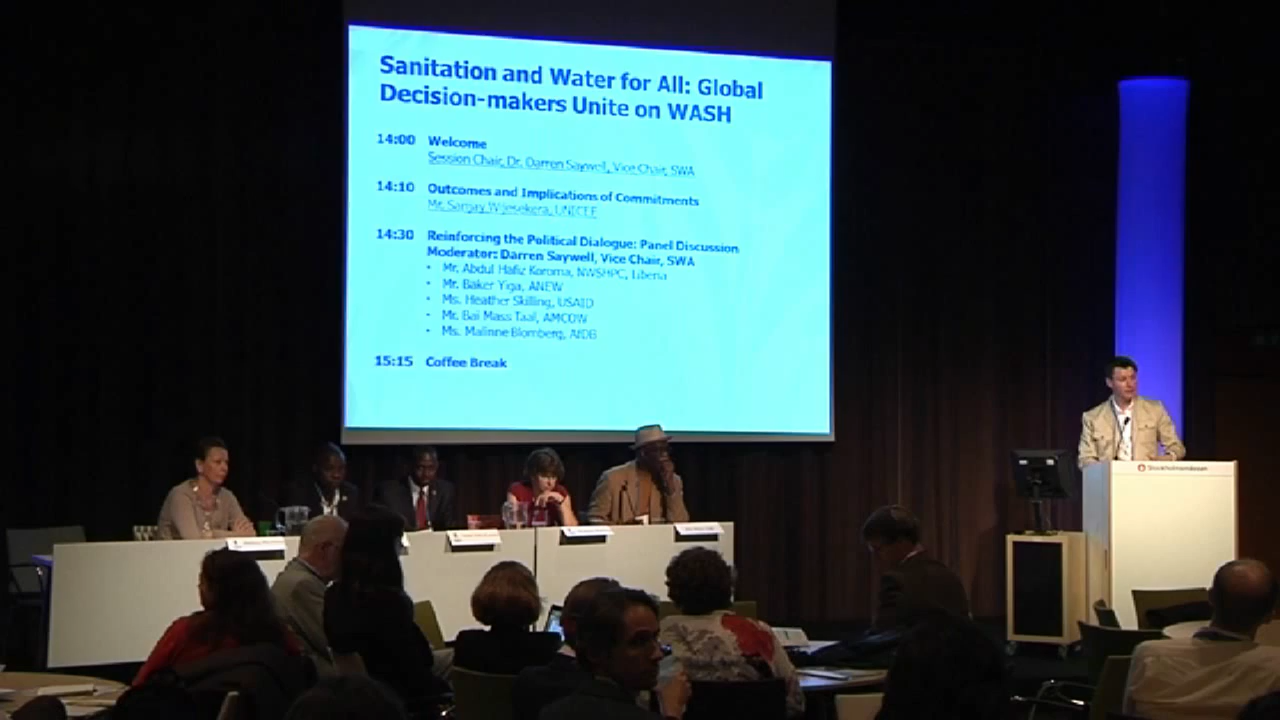 Sanitation and Water for All: Global
Decision-makers Unite on WASH
14:00 Welcome
Session Chair, Dr. Darren Saywell, Vice Chair, SWA
14:10 Outcomes and Implications of Commitments
Mr. Sanjay Wijesekera, UNICEF
14:30 Reinforcing the Political Dialogue: Panel Discussion
Moderator: Darren Saywell, Vice Chair, SWA
• Mr. Abdul Hafiz Koroma, NWSHPC, Liberia
• Mr. Baker Yiga, ANEW
• Ms. Heather Skilling, USAID
• Mr. Bai Mass Taal, AMCOW
• Ms. Malinne Blomberg, AfDB
15:15 Coffee Break
Stockholmsmässan